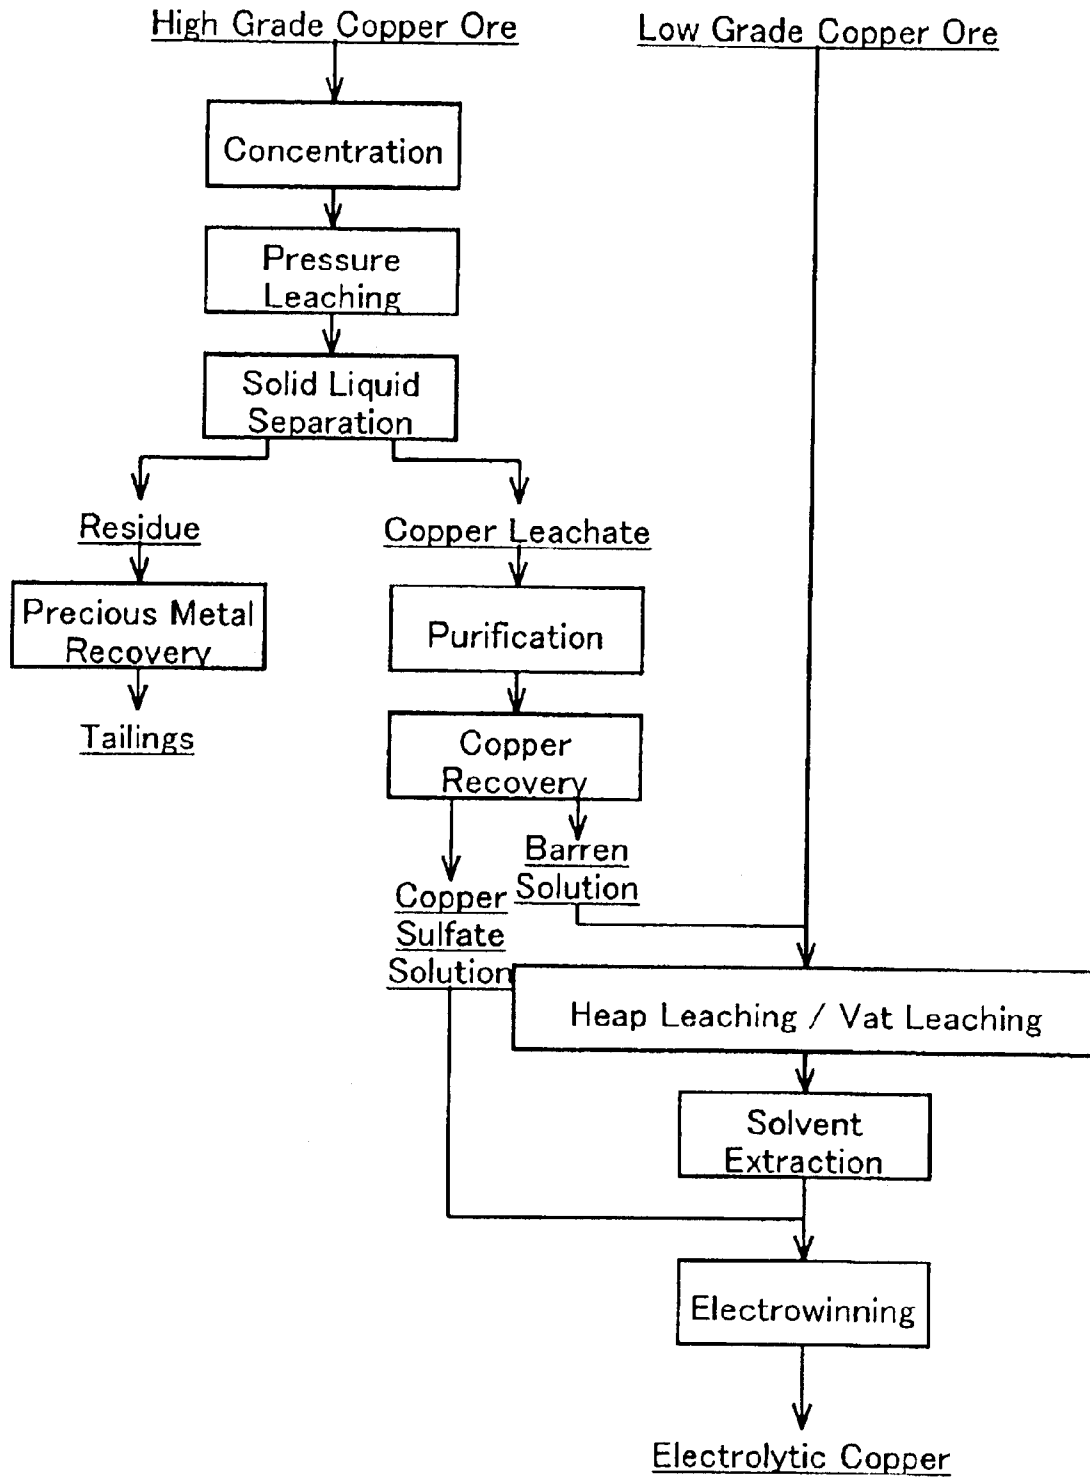 High Grade Copper Ore
Low Grade Copper Ore
Concentration
Pressure
Leaching
Solid Liquid
Separation
Residue
Copper Leachate
Precious Metal
Recovery
Purification
Tailings
Copper
Recovery
Barren
Solution
Copper
Sulfate
Solution
Heap Leaching / Vat Leaching
Solvent
Extraction
Electrowinning
Electrolytic Copper